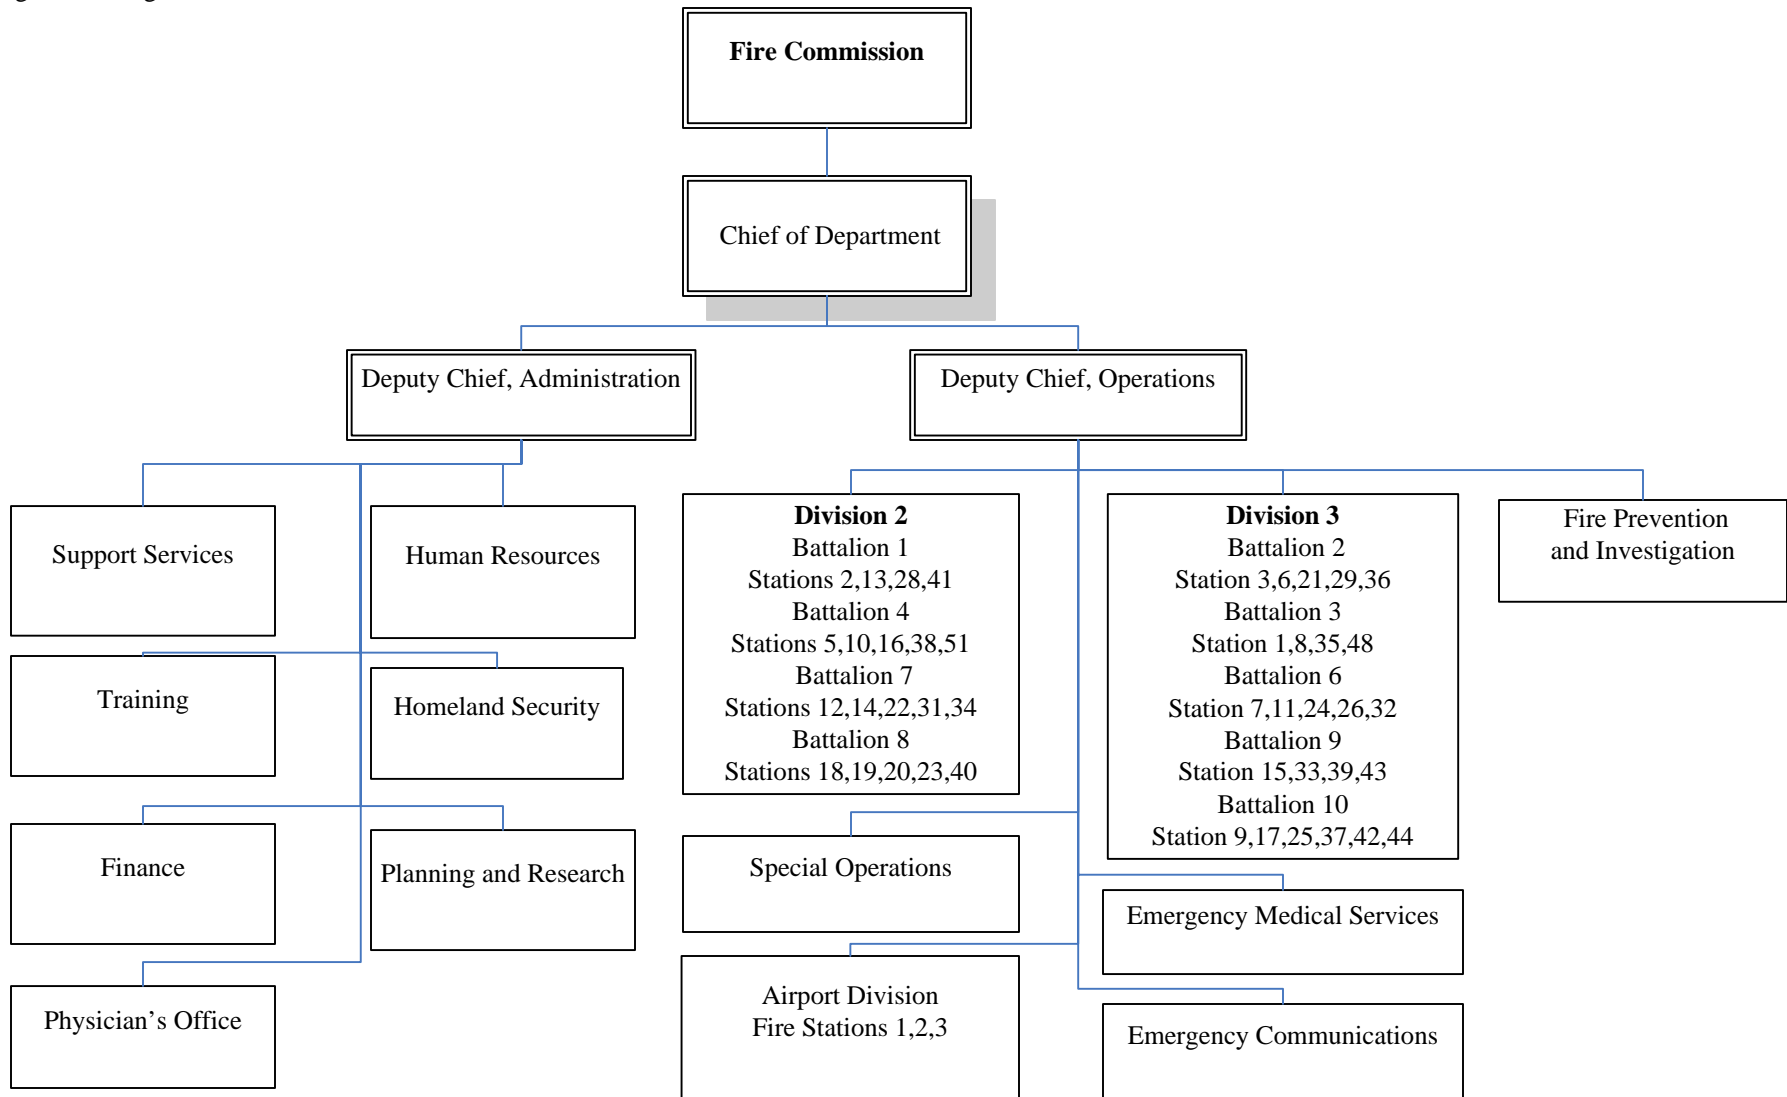 Fire Commission
Chief of Department
Deputy Chief, Administration
Deputy Chief, Operations
Support Services
Human Resources
Training
Homeland Security
Finance
Planning and Research
Physician’s Office
Division 2
Battalion 1
Stations 2,13,28,41
Battalion 4
Stations 5,10,16,38,51
Battalion 7
Stations 12,14,22,31,34
Battalion 8
Stations 18,19,20,23,40
Division 3
Battalion 2
Station 3,6,21,29,36
Battalion 3
Station 1,8,35,48
Battalion 6
Station 7,11,24,26,32
Battalion 9
Station 15,33,39,43
Battalion 10
Station 9,17,25,37,42,44
Fire Prevention
and Investigation
Special Operations
Emergency Medical Services
Airport Division
Fire Stations 1,2,3
Emergency Communications